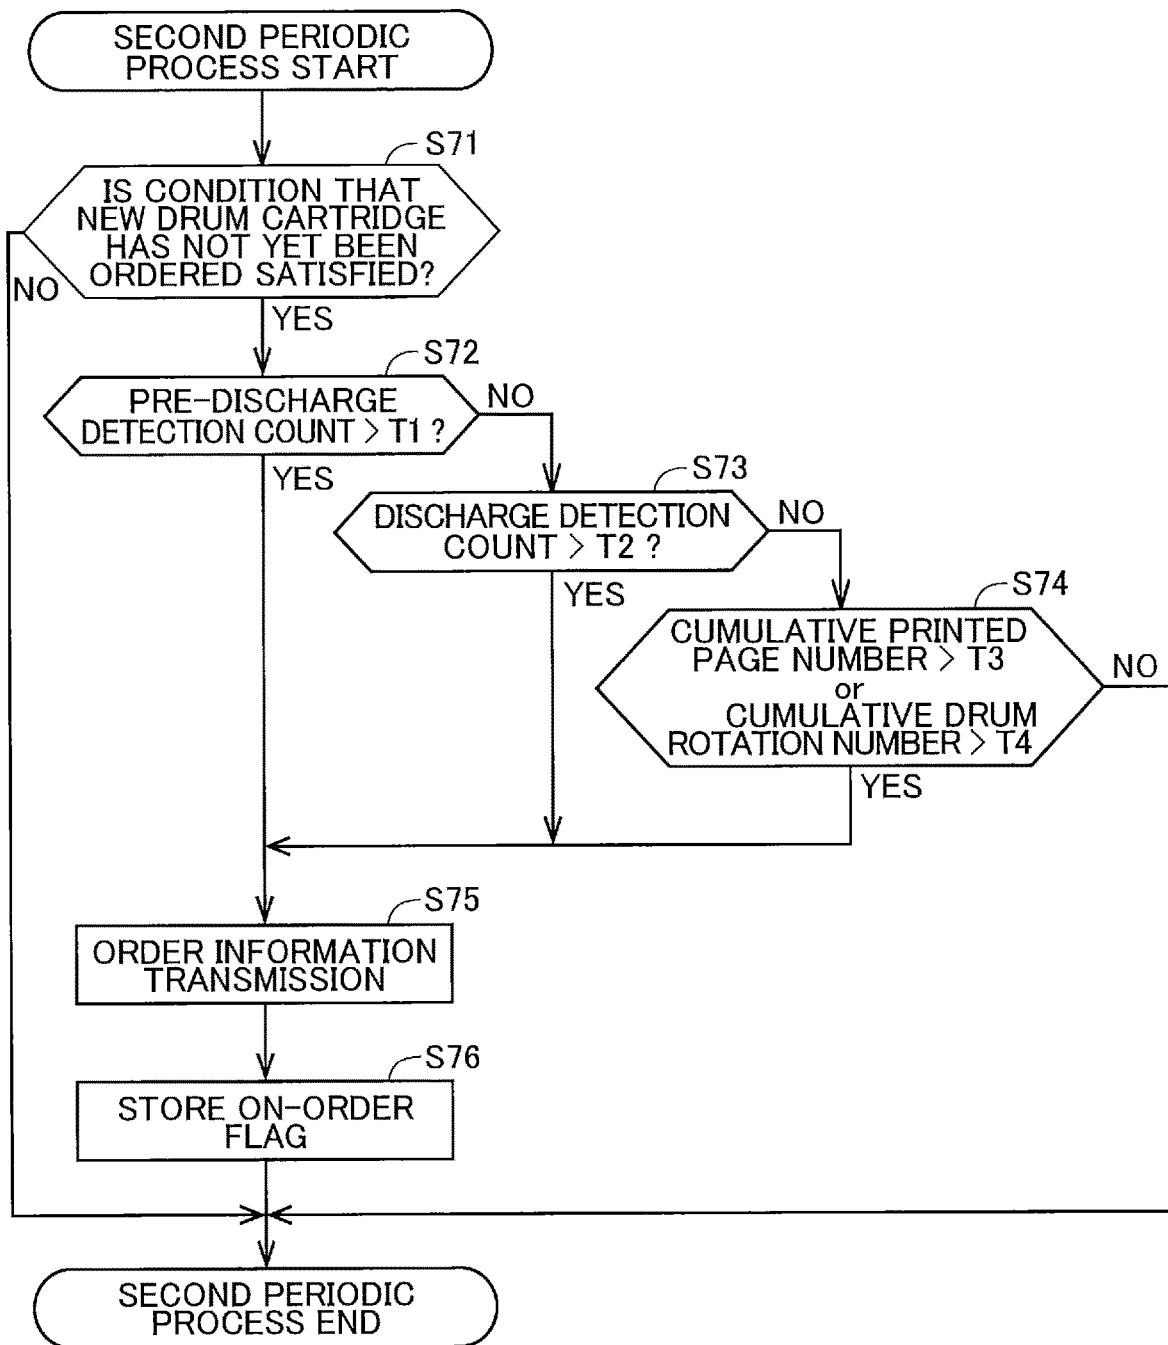 SECOND PERIODIC
PROCESS START
S71
IS CONDITION THAT
NEW DRUM CARTRIDGE
HAS NOT YET BEEN
ORDERED SATISFIED?
NO
YES
S72
PRE-DISCHARGE
DETECTION COUNT > T1 ?
NO
YES
S73
DISCHARGE DETECTION
COUNT > T2 ?
NO
YES
S74
CUMULATIVE PRINTED
PAGE NUMBER > T3
or
CUMULATIVE DRUM
ROTATION NUMBER > T4
NO
YES
S75
ORDER INFORMATION
TRANSMISSION
S76
STORE ON-ORDER
FLAG
SECOND PERIODIC
PROCESS END